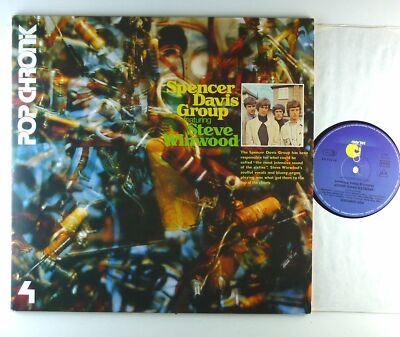 POP CHRONIK
4
Spencer
Davis
Group
featuring
Steve
Winwood
The Spencer Davis Group has been
responsible for what could be
called "the most intensive sound
of the sixties". Steve Winwood's
soulful vocals and bluesy organ
playing was what got them to the
top of the charts